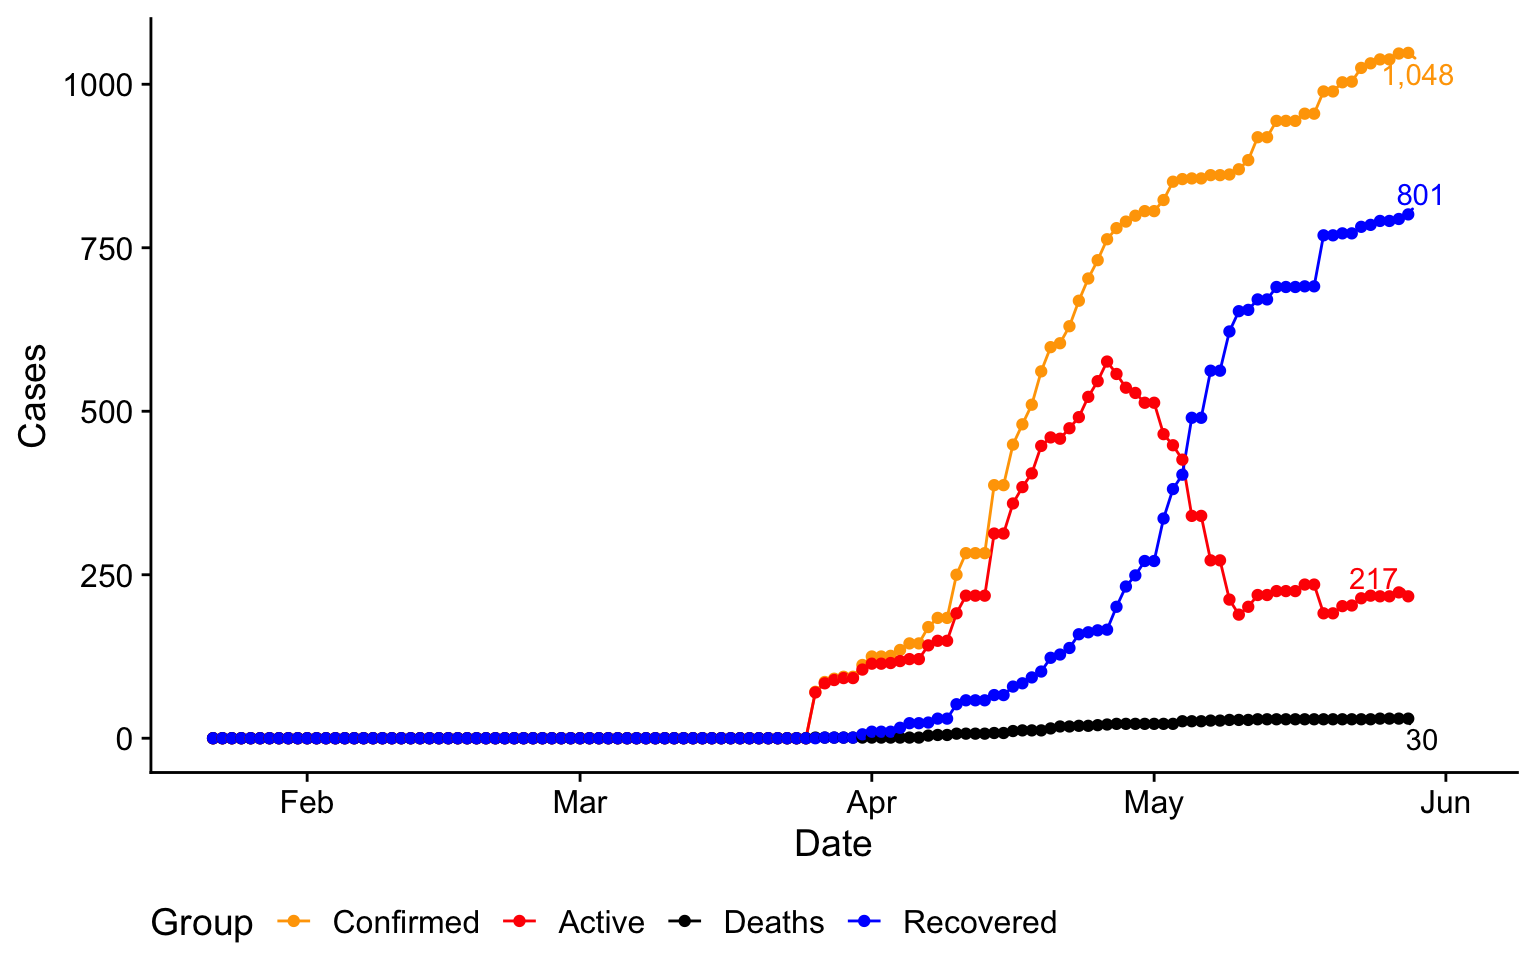 1000
1,048
801
750
Cases
500
250
217
0
30
Feb Mar Apr May Jun
Date
Group Confirmed Active Deaths Recovered